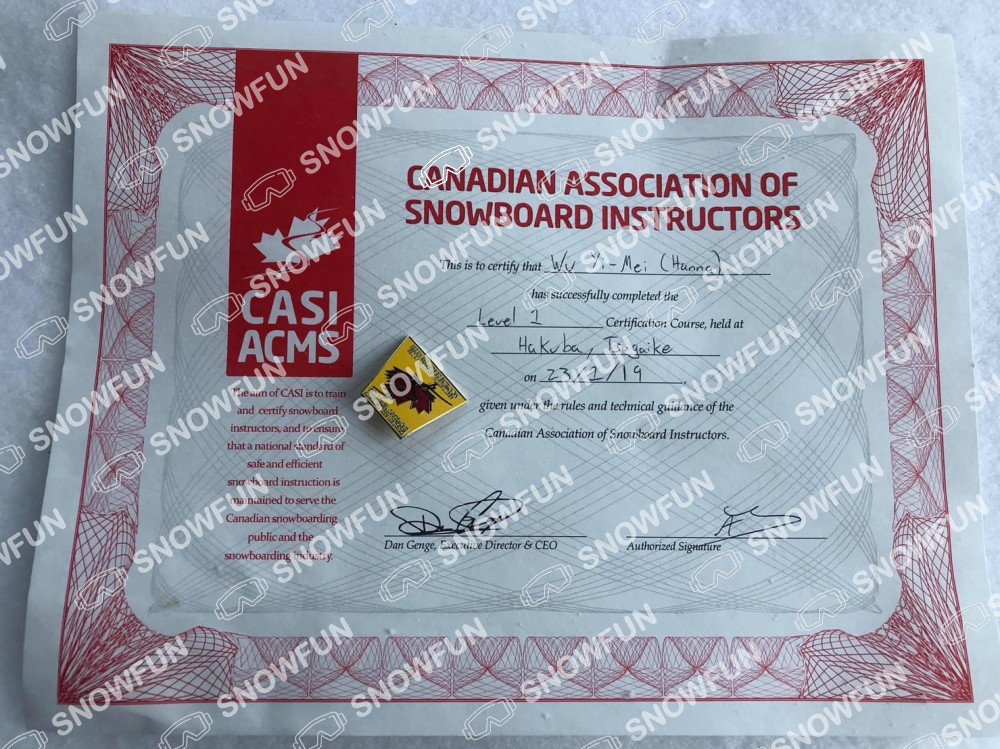 CANADIAN ASSOCIATION OF
SNOWBOARD INSTRUCTORS
This is to certify that Wu Yi-Mei (Hanna)
has successfully completed the
Level 1 Certification Course, held at
Hakuba, Tsugaike
on 23/2/19,
given under the rules and technical guidance of the
Canadian Association of Snowboard Instructors.
CASI
ACMS
The aim of CASI is to train
and certify snowboard
instructors, and to ensure
that a national standard of
safe and efficient
snowboard instruction is
maintained to serve the
Canadian snowboarding
public and the
snowboarding industry.
Dan Genge, Executive Director & CEO
Authorized Signature
SNOWFUN